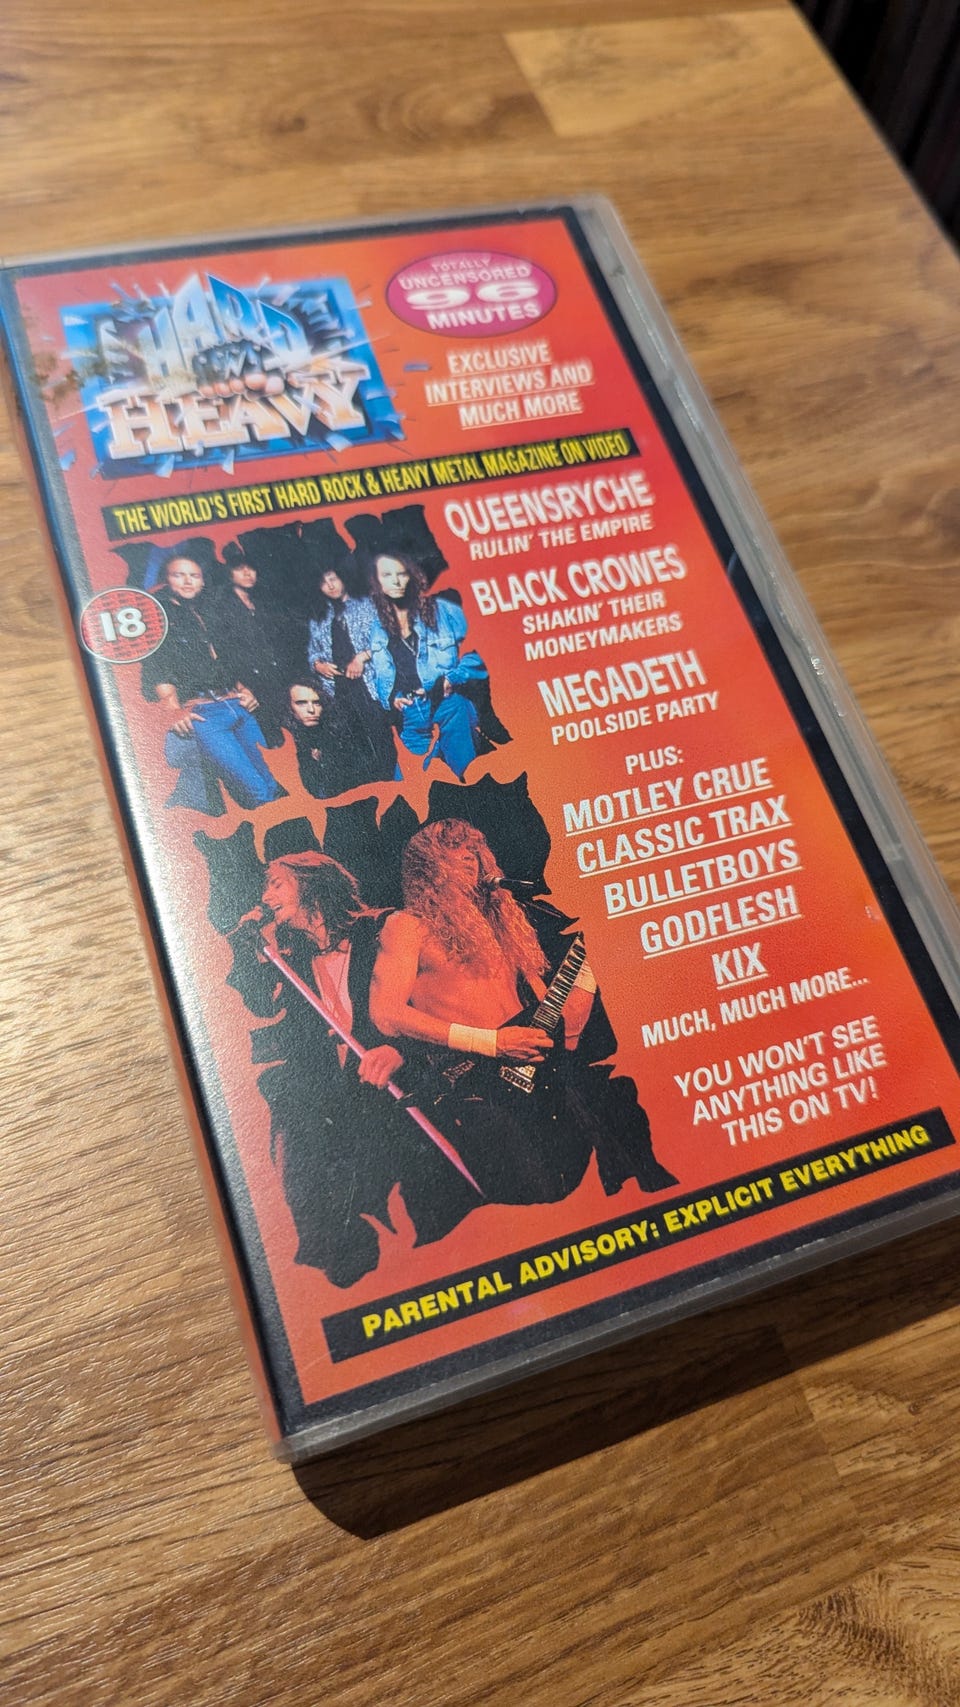 HARD
'N'
HEAVY
TOTALLY
UNCENSORED
96
MINUTES
EXCLUSIVE
INTERVIEWS AND
MUCH MORE
THE WORLD'S FIRST HARD ROCK & HEAVY METAL MAGAZINE ON VIDEO
18
QUEENSRYCHE
RULIN' THE EMPIRE
BLACK CROWES
SHAKIN' THEIR
MONEYMAKERS
MEGADETH
POOLSIDE PARTY
PLUS:
MOTLEY CRUE
CLASSIC TRAX
BULLETBOYS
GODFLESH
KIX
MUCH, MUCH MORE...
YOU WON'T SEE
ANYTHING LIKE
THIS ON TV!
PARENTAL ADVISORY: EXPLICIT EVERYTHING